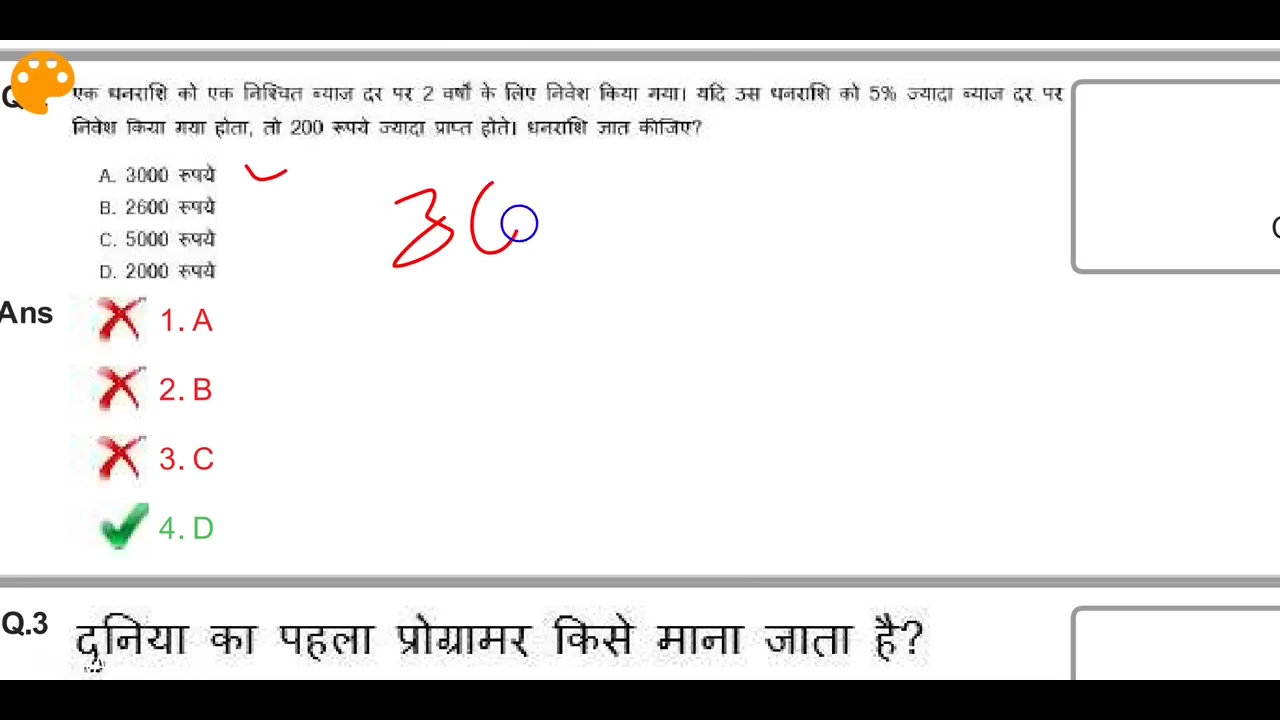 एक धनराशि को एक निश्चित ब्याज दर पर 2 वर्षों के लिए निवेश किया गया। यदि उस धनराशि को 5% ज्यादा ब्याज दर पर
निवेश किया गया होता, तो 200 रूपये ज्यादा प्राप्त होते। धनराशि ज्ञात कीजिए?
A. 3000 रूपये
B. 2600 रूपये
C. 5000 रूपये
D. 2000 रूपये
Ans
1. A
2. B
3. C
4. D
Q.3 दुनिया का पहला प्रोग्रामर किसे माना जाता है?